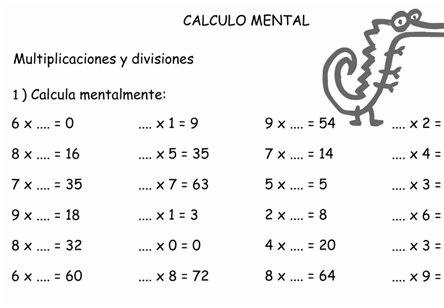 CALCULO MENTAL
Multiplicaciones y divisiones
1 ) Calcula mentalmente:
6 x .... = 0 .... x 1 = 9 9 x .... = 54 .... x 2 =
8 x .... = 16 .... x 5 = 35 7 x .... = 14 .... x 4 =
7 x .... = 35 .... x 7 = 63 5 x .... = 5 .... x 3 =
9 x .... = 18 .... x 1 = 3 2 x .... = 8 .... x 6 =
8 x .... = 32 .... x 0 = 0 4 x .... = 20 .... x 3 =
6 x .... = 60 .... x 8 = 72 8 x .... = 64 .... x 9 =